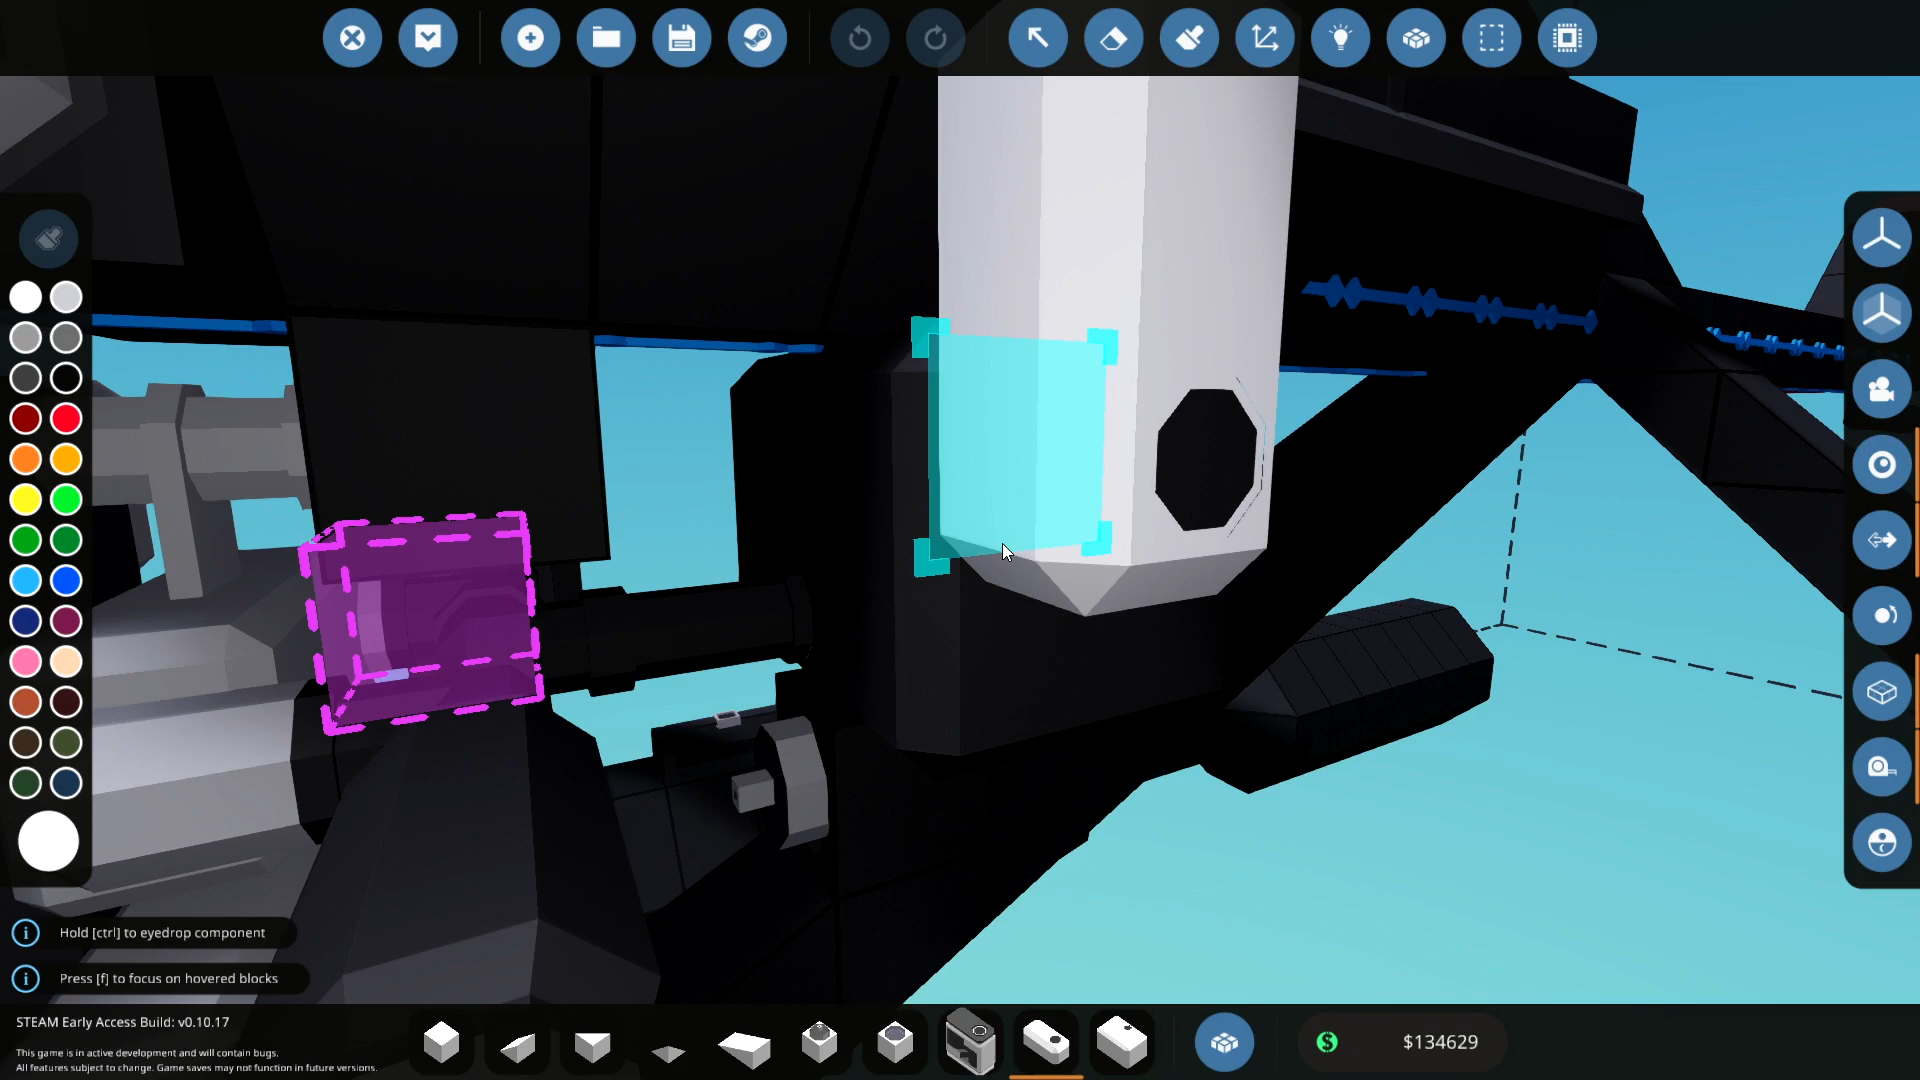 Hold [ctrl] to eyedrop component
Press [f] to focus on hovered blocks
STEAM Early Access Build: v0.10.17
This game is in active development and will contain bugs.
All features subject to change. Game saves may not function in future versions.
$134629